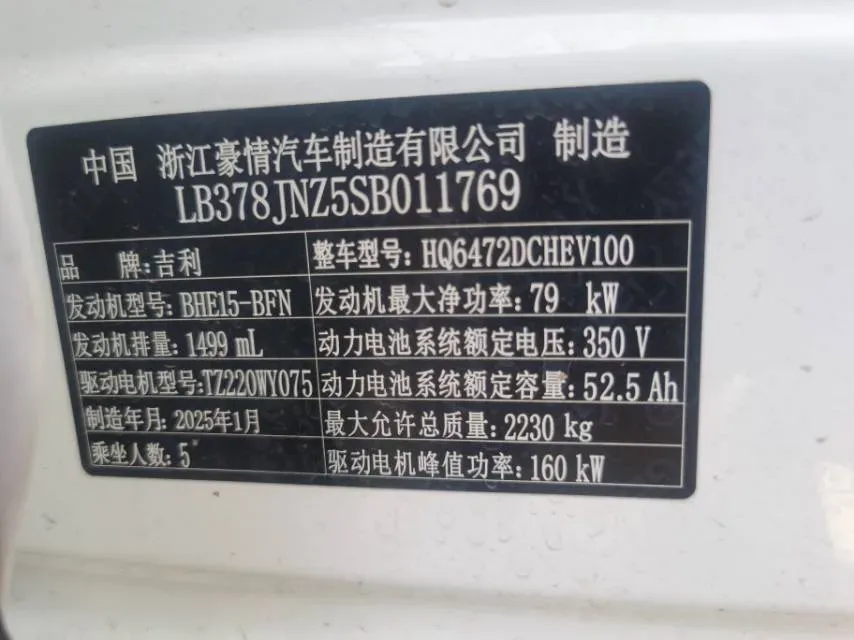 中国 浙江豪情汽车制造有限公司 制造
LB378JNZ5SB011769
品 牌:吉利 整车型号:HQ6472DCHEV100
发动机型号:BHE15-BFN 发动机最大净功率:79 kW
发动机排量:1499 mL 动力电池系统额定电压:350 V
驱动电机型号:TZ220WY075 动力电池系统额定容量:52.5 Ah
制造年月:2025年1月 最大允许总质量:2230 kg
乘坐人数:5 驱动电机峰值功率:160 kW